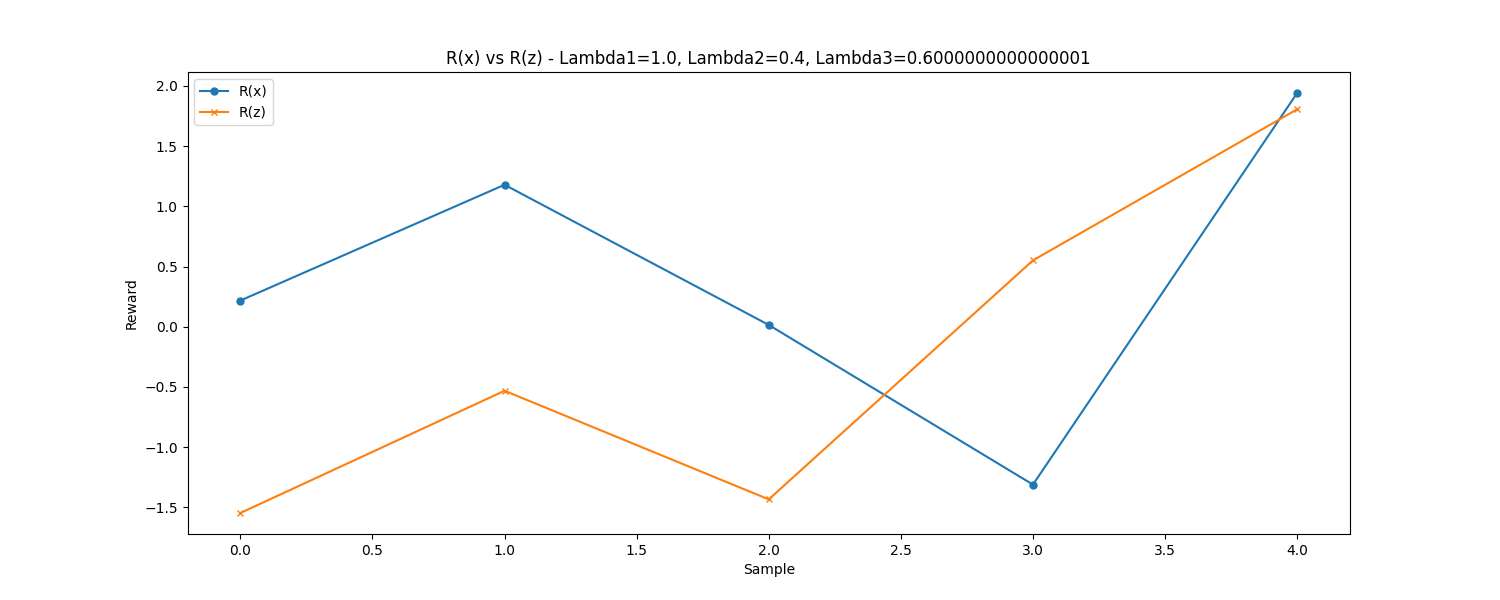 R(x) vs R(z) - Lambda1=1.0, Lambda2=0.4, Lambda3=0.6000000000000001
R(x)
R(z)
Reward
2.0
1.5
1.0
0.5
0.0
−0.5
−1.0
−1.5
0.0 0.5 1.0 1.5 2.0 2.5 3.0 3.5 4.0
Sample